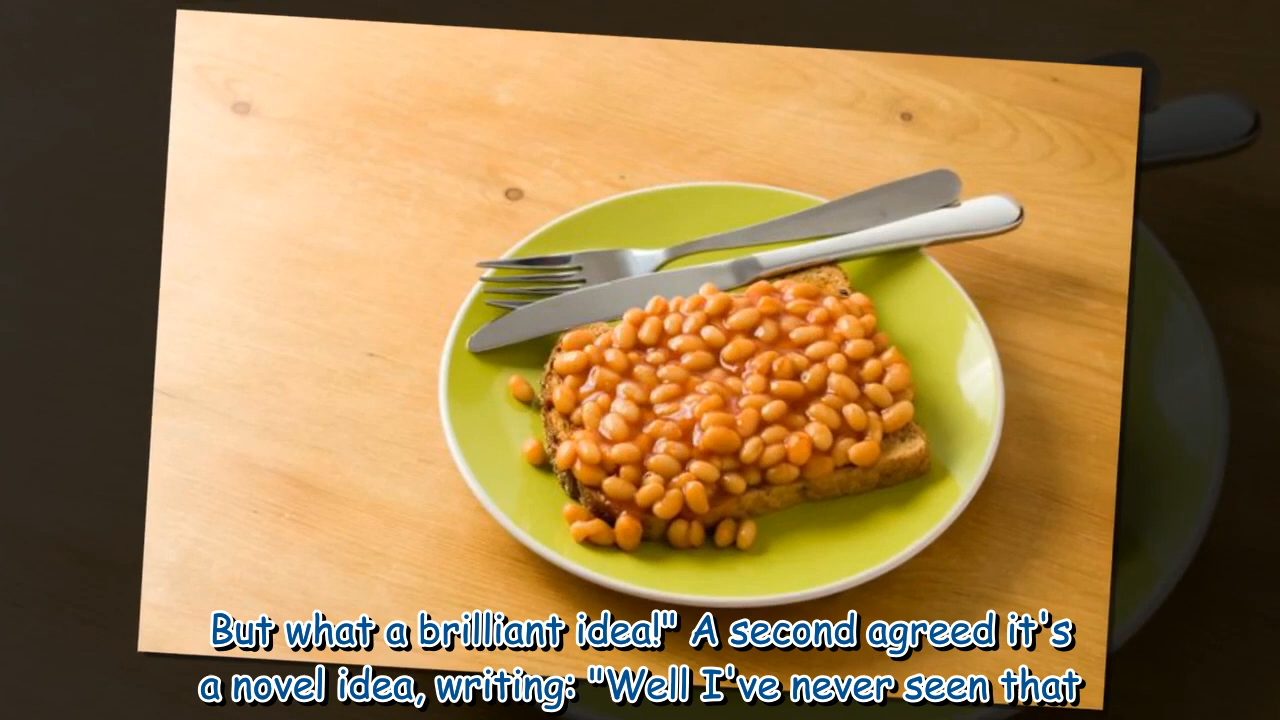 But what a brilliant idea!" A second agreed it's
a novel idea, writing: "Well I've never seen that